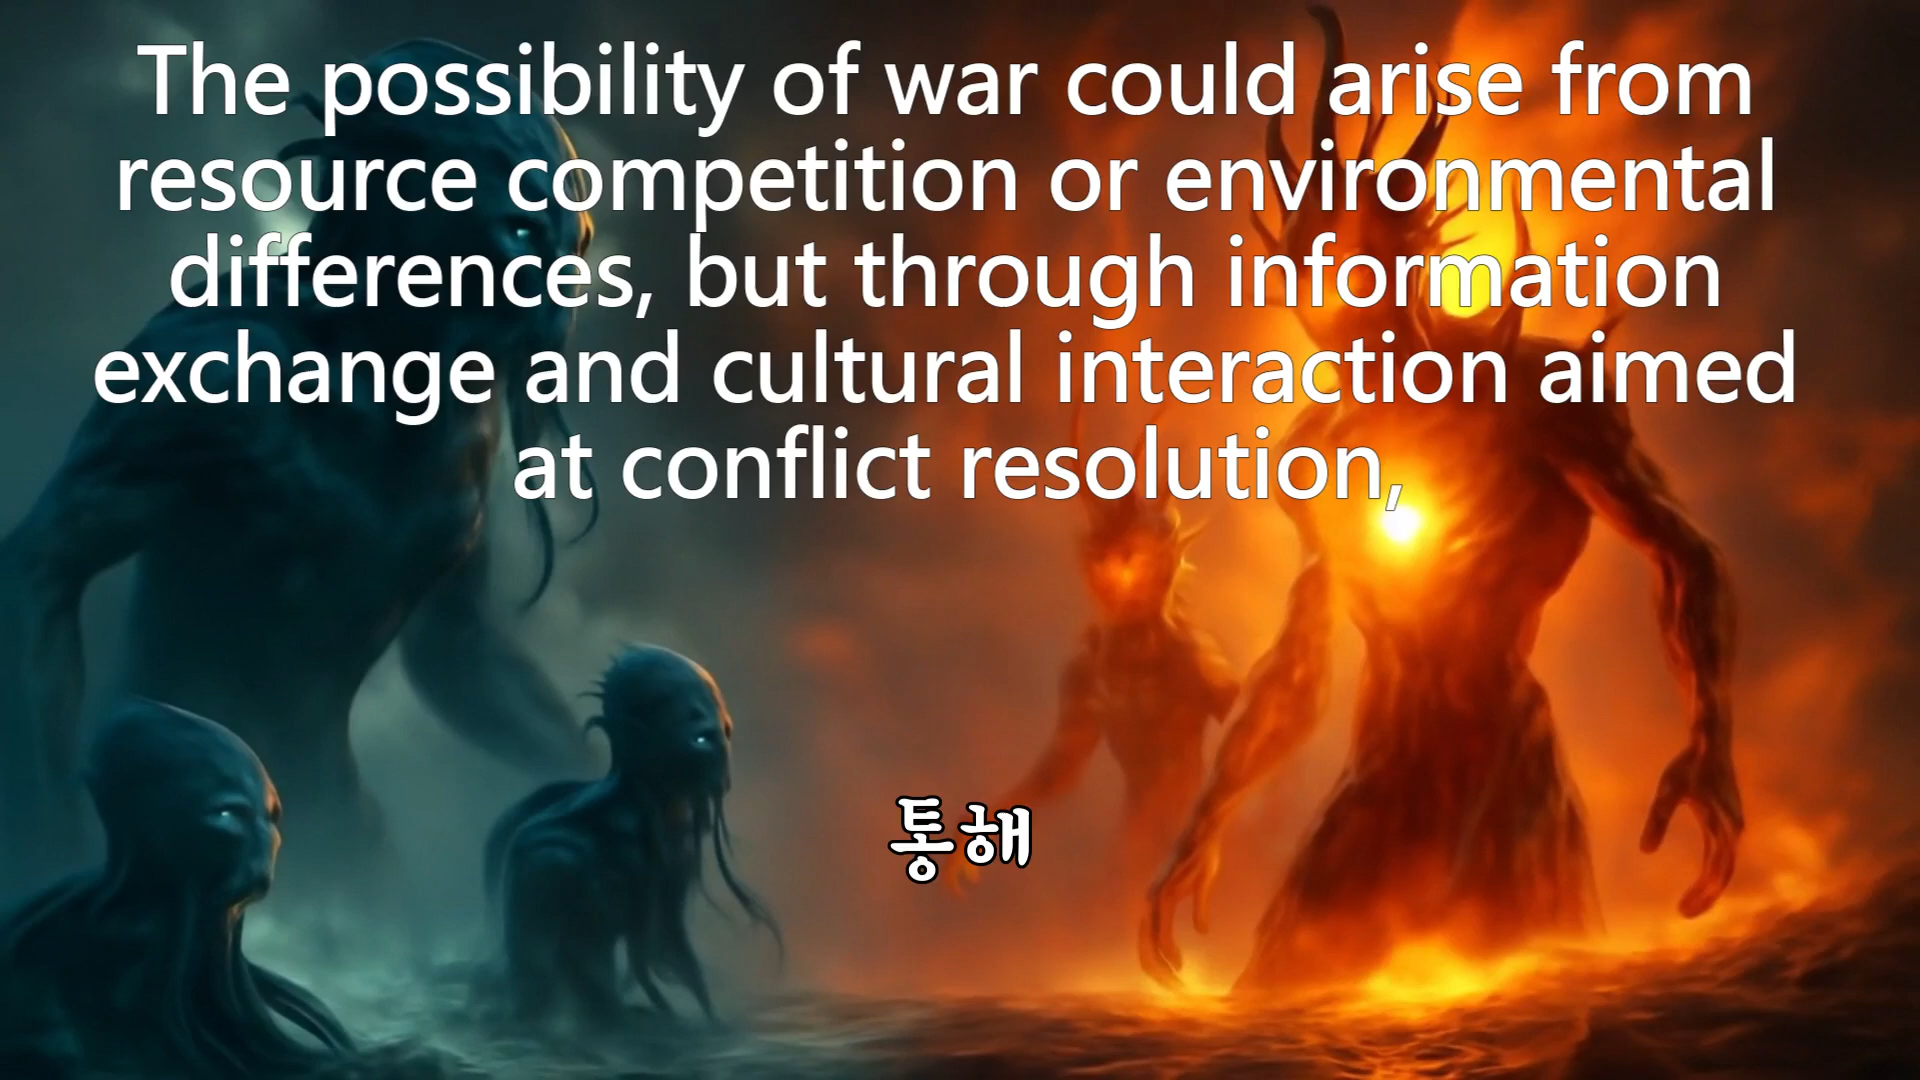 The possibility of war could arise from
resource competition or environmental
differences, but through information
exchange and cultural interaction aimed
at conflict resolution,
통해